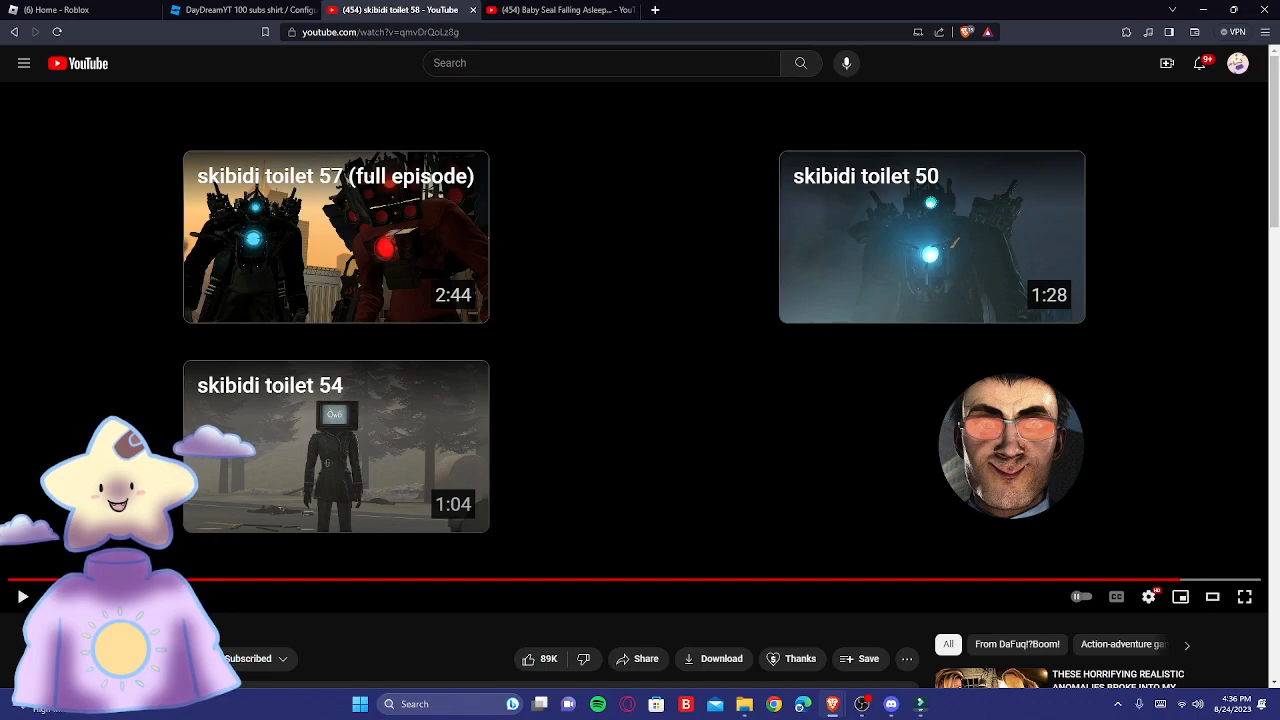 (6) Home - Roblox
DayDreamYT 100 subs shirt / Config
(454) skibidi toilet 58 - YouTube
(454) Baby Seal Falling Asleep... - YouT
youtube.com/watch?v=qmvDrQoLz8g
VPN
YouTube
Search
9+
skibidi toilet 57 (full episode)
2:44
skibidi toilet 50
1:28
skibidi toilet 54
OwO
1:04
CC
HD
All
From DaFuq!?Boom!
Action-adventure ga
Subscribed
89K
Share
Download
Thanks
Save
THESE HORRIFYING REALISTIC
ANOMALIES BROKE INTO MY
Search
4:36 PM
8/24/2023